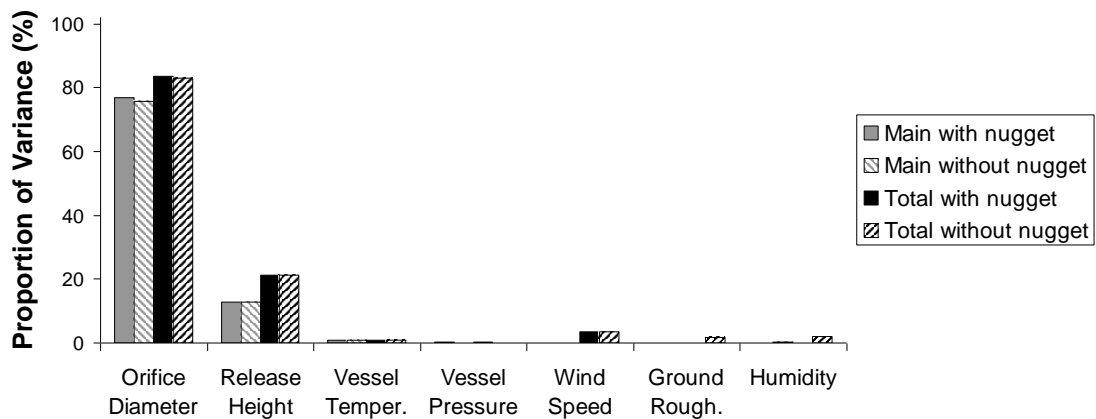 Proportion of Variance (%)
100
80
60
40
20
0
Orifice Diameter
Release Height
Vessel Temper.
Vessel Pressure
Wind Speed
Ground Rough.
Humidity
Main with nugget
Main without nugget
Total with nugget
Total without nugget